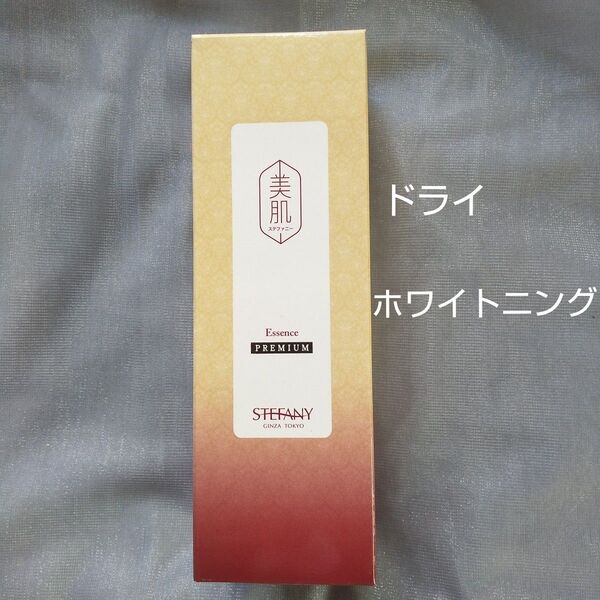 美肌
ステファニー
Essence
PREMIUM
STEFANY
GINZA TOKYO
ドライ
ホワイトニング